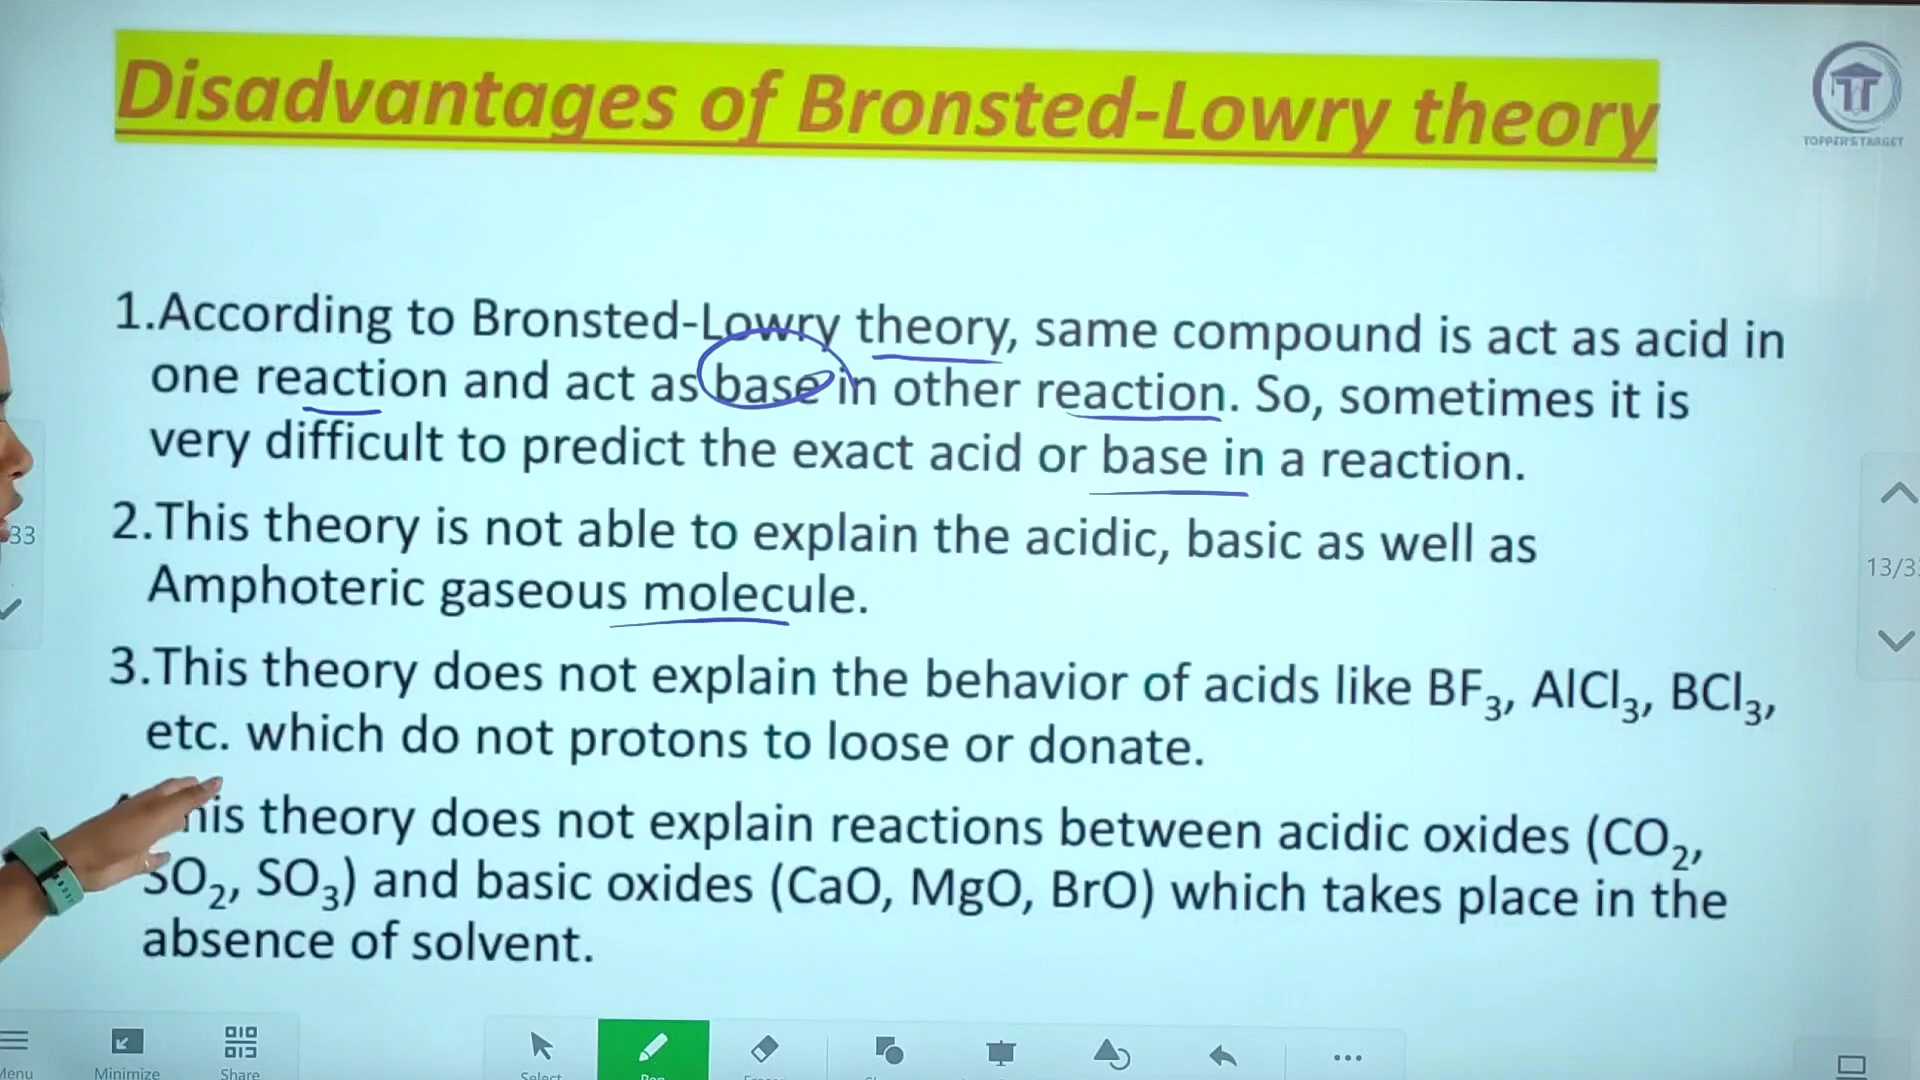 Disadvantages of Bronsted-Lowry theory
TOPPER'S TARGET
1.According to Bronsted-Lowry theory, same compound is act as acid in
one reaction and act as base in other reaction. So, sometimes it is
very difficult to predict the exact acid or base in a reaction.
2.This theory is not able to explain the acidic, basic as well as
Amphoteric gaseous molecule.
3.This theory does not explain the behavior of acids like BF₃, AlCl₃, BCl₃,
etc. which do not protons to loose or donate.
his theory does not explain reactions between acidic oxides (CO₂,
SO₂, SO₃) and basic oxides (CaO, MgO, BrO) which takes place in the
absence of solvent.
33
13/3
Menu Minimize Share Select Pen